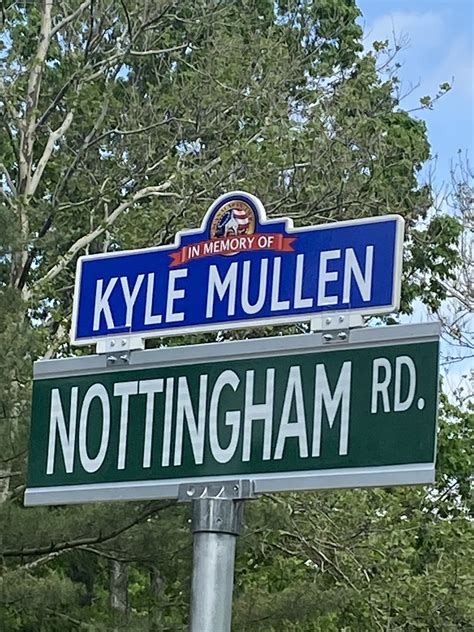 IN MEMORY OF
KYLE MULLEN
NOTTINGHAM RD.